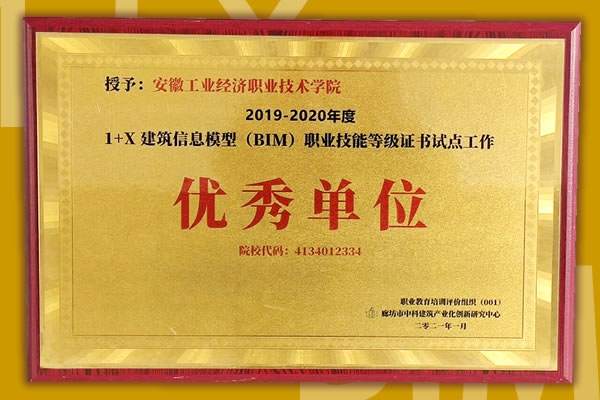 授予：安徽工业经济职业技术学院
2019-2020年度
1+X 建筑信息模型（BIM）职业技能等级证书试点工作
优秀单位
院校代码：4134012334
职业教育培训评价组织（001）
廊坊市中科建筑产业化创新研究中心
二零二一年一月